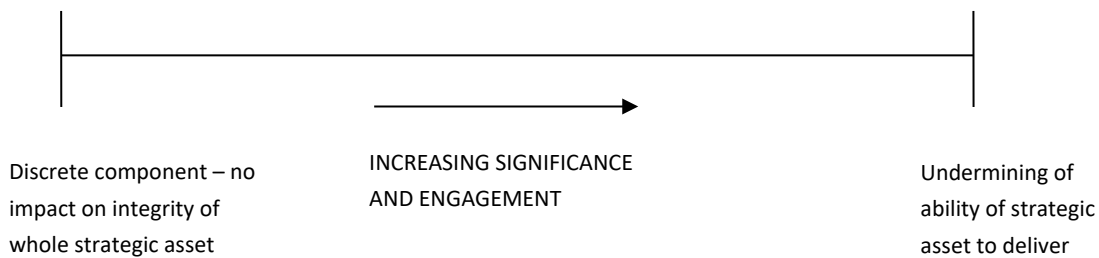 Discrete component – no
impact on integrity of
whole strategic asset
INCREASING SIGNIFICANCE
AND ENGAGEMENT
Undermining of
ability of strategic
asset to deliver